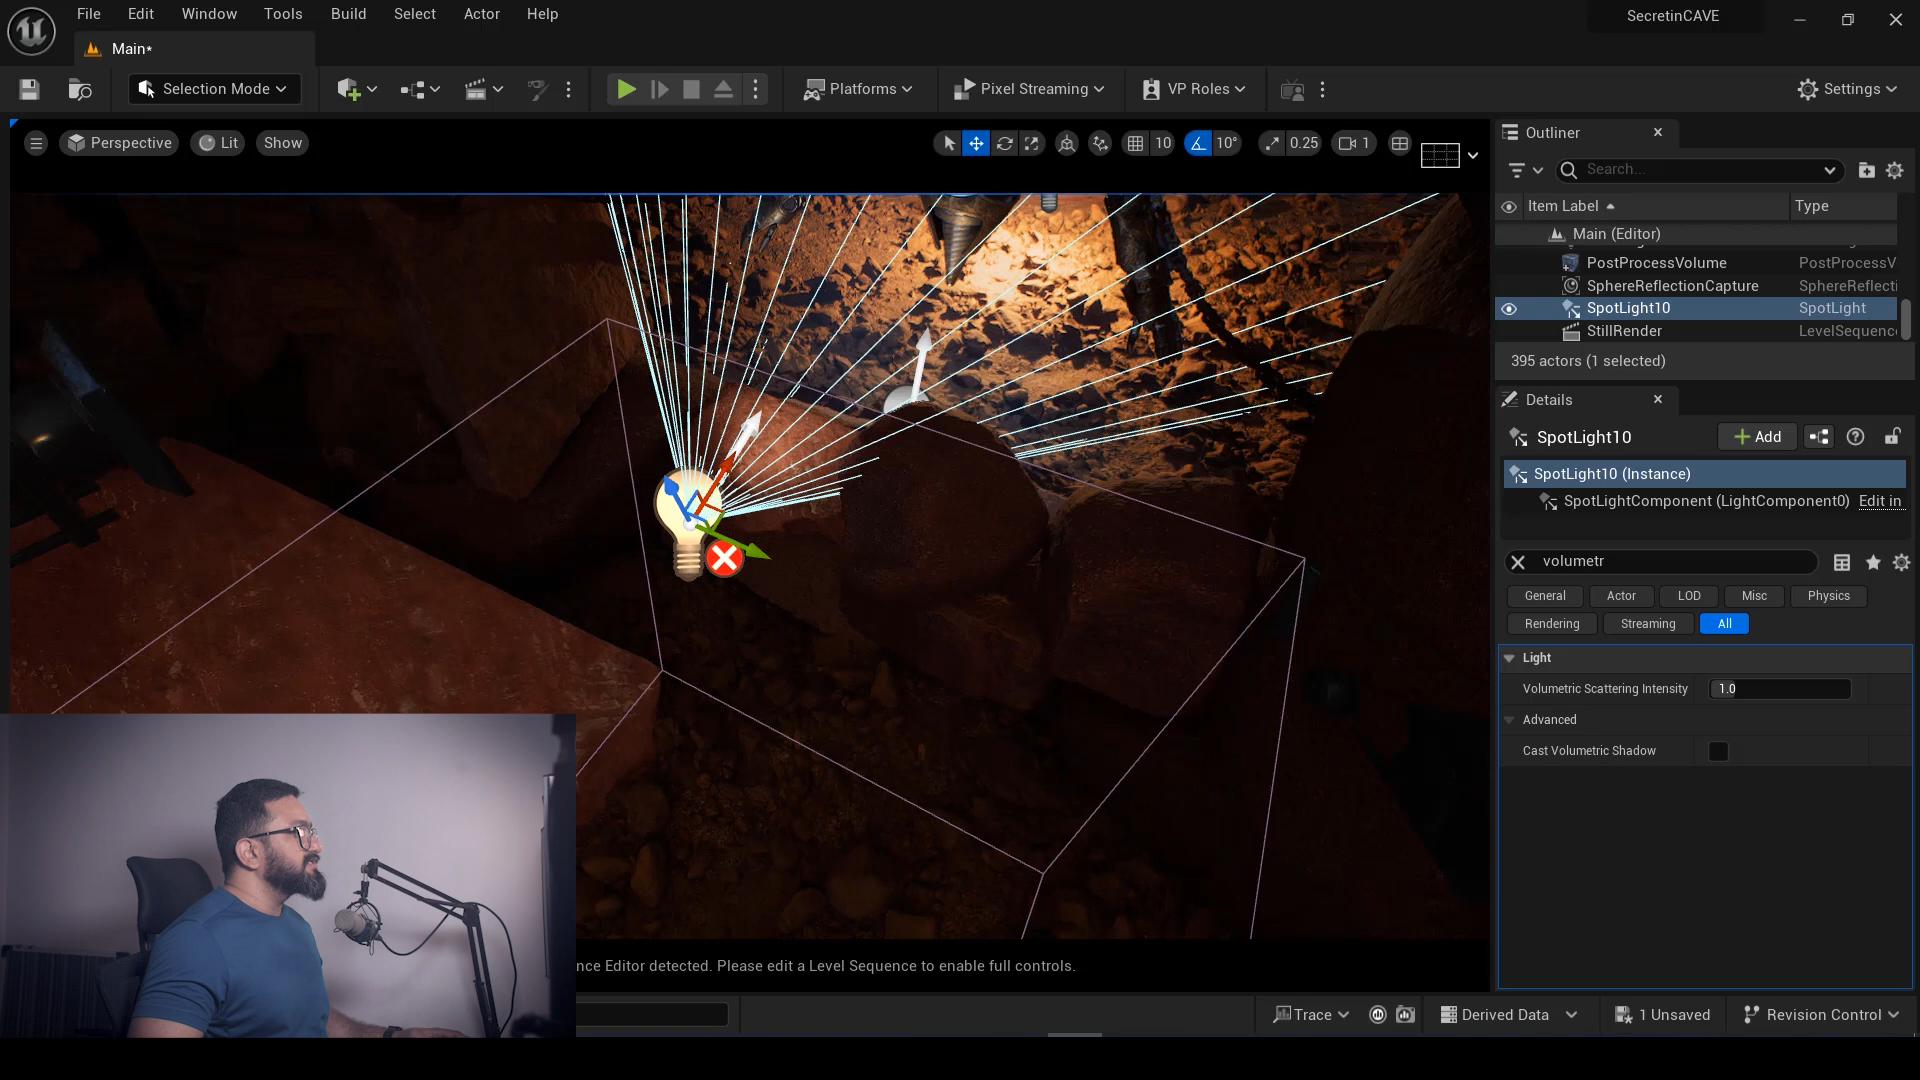 File Edit Window Tools Build Select Actor Help
SecretinCAVE
Main*
Selection Mode
Platforms
Pixel Streaming
VP Roles
Settings
Perspective
Lit
Show
10
10°
0.25
1
Outliner
Search...
Item Label
Type
Main (Editor)
PostProcessVolume PostProcessV
SphereReflectionCapture SphereReflecti
SpotLight10 SpotLight
StillRender LevelSequenc
395 actors (1 selected)
Details
SpotLight10
Add
SpotLight10 (Instance)
SpotLightComponent (LightComponent0) Edit in
volumetr
General Actor LOD Misc Physics
Rendering Streaming All
Light
Volumetric Scattering Intensity 1.0
Advanced
Cast Volumetric Shadow
nce Editor detected. Please edit a Level Sequence to enable full controls.
Trace
Derived Data
1 Unsaved
Revision Control